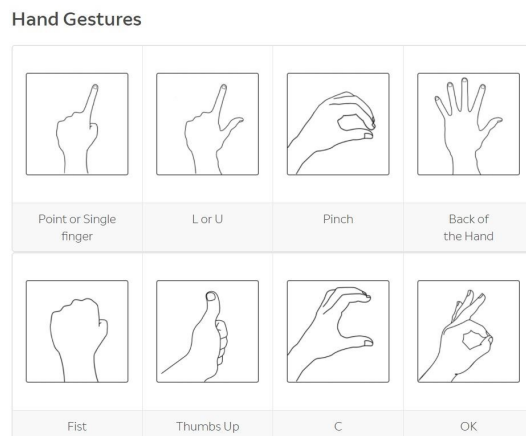 Hand Gestures
Point or Single
finger
L or U
Pinch
Back of
the Hand
Fist
Thumbs Up
C
OK